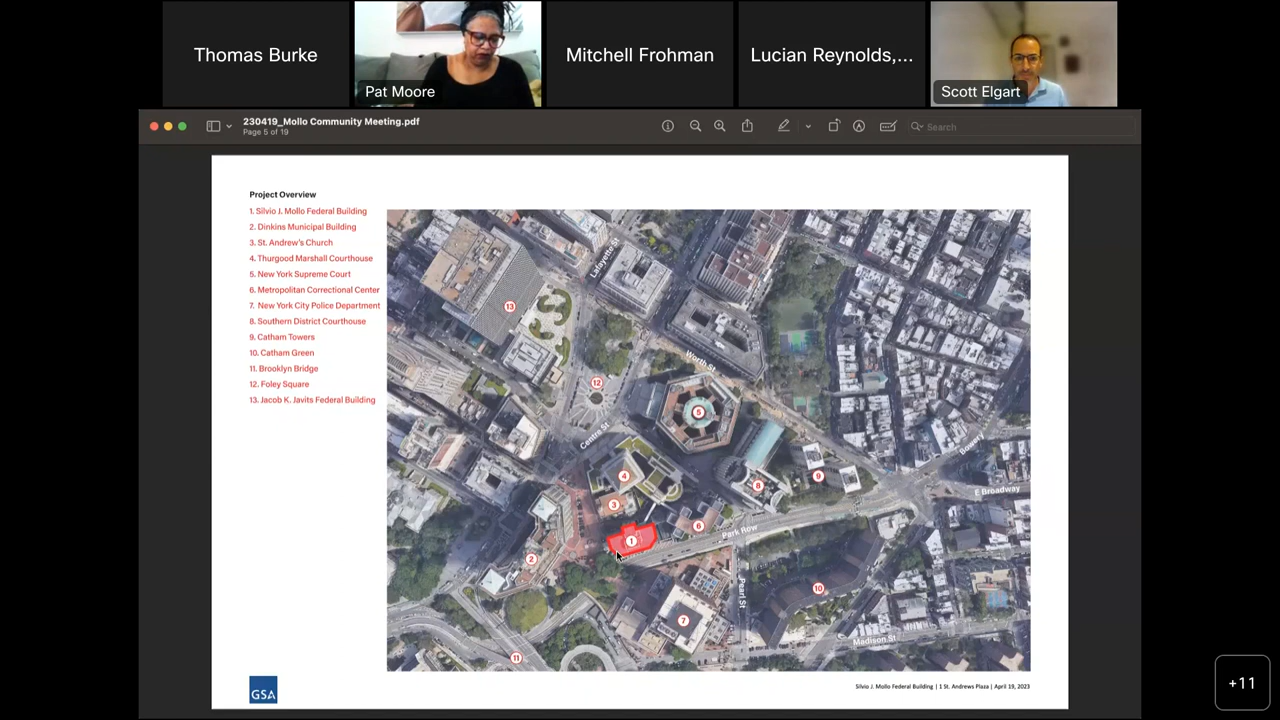 Thomas Burke
Pat Moore
Mitchell Frohman
Lucian Reynolds,...
Scott Elgart
230419_Mollo Community Meeting.pdf
Page 5 of 19
Search
Project Overview
1. Silvio J. Mollo Federal Building
2. Dinkins Municipal Building
3. St. Andrew's Church
4. Thurgood Marshall Courthouse
5. New York Supreme Court
6. Metropolitan Correctional Center
7. New York City Police Department
8. Southern District Courthouse
9. Catham Towers
10. Catham Green
11. Brooklyn Bridge
12. Foley Square
13. Jacob K. Javits Federal Building
Lafayette St
13
Worth St
12
5
Centre St
Bowery
4
9
8
E Broadway
3
6
Park Row
1
2
Pearl St
10
7
Madison St
11
GSA
Silvio J. Mollo Federal Building | 1 St. Andrews Plaza | April 19, 2023
+11